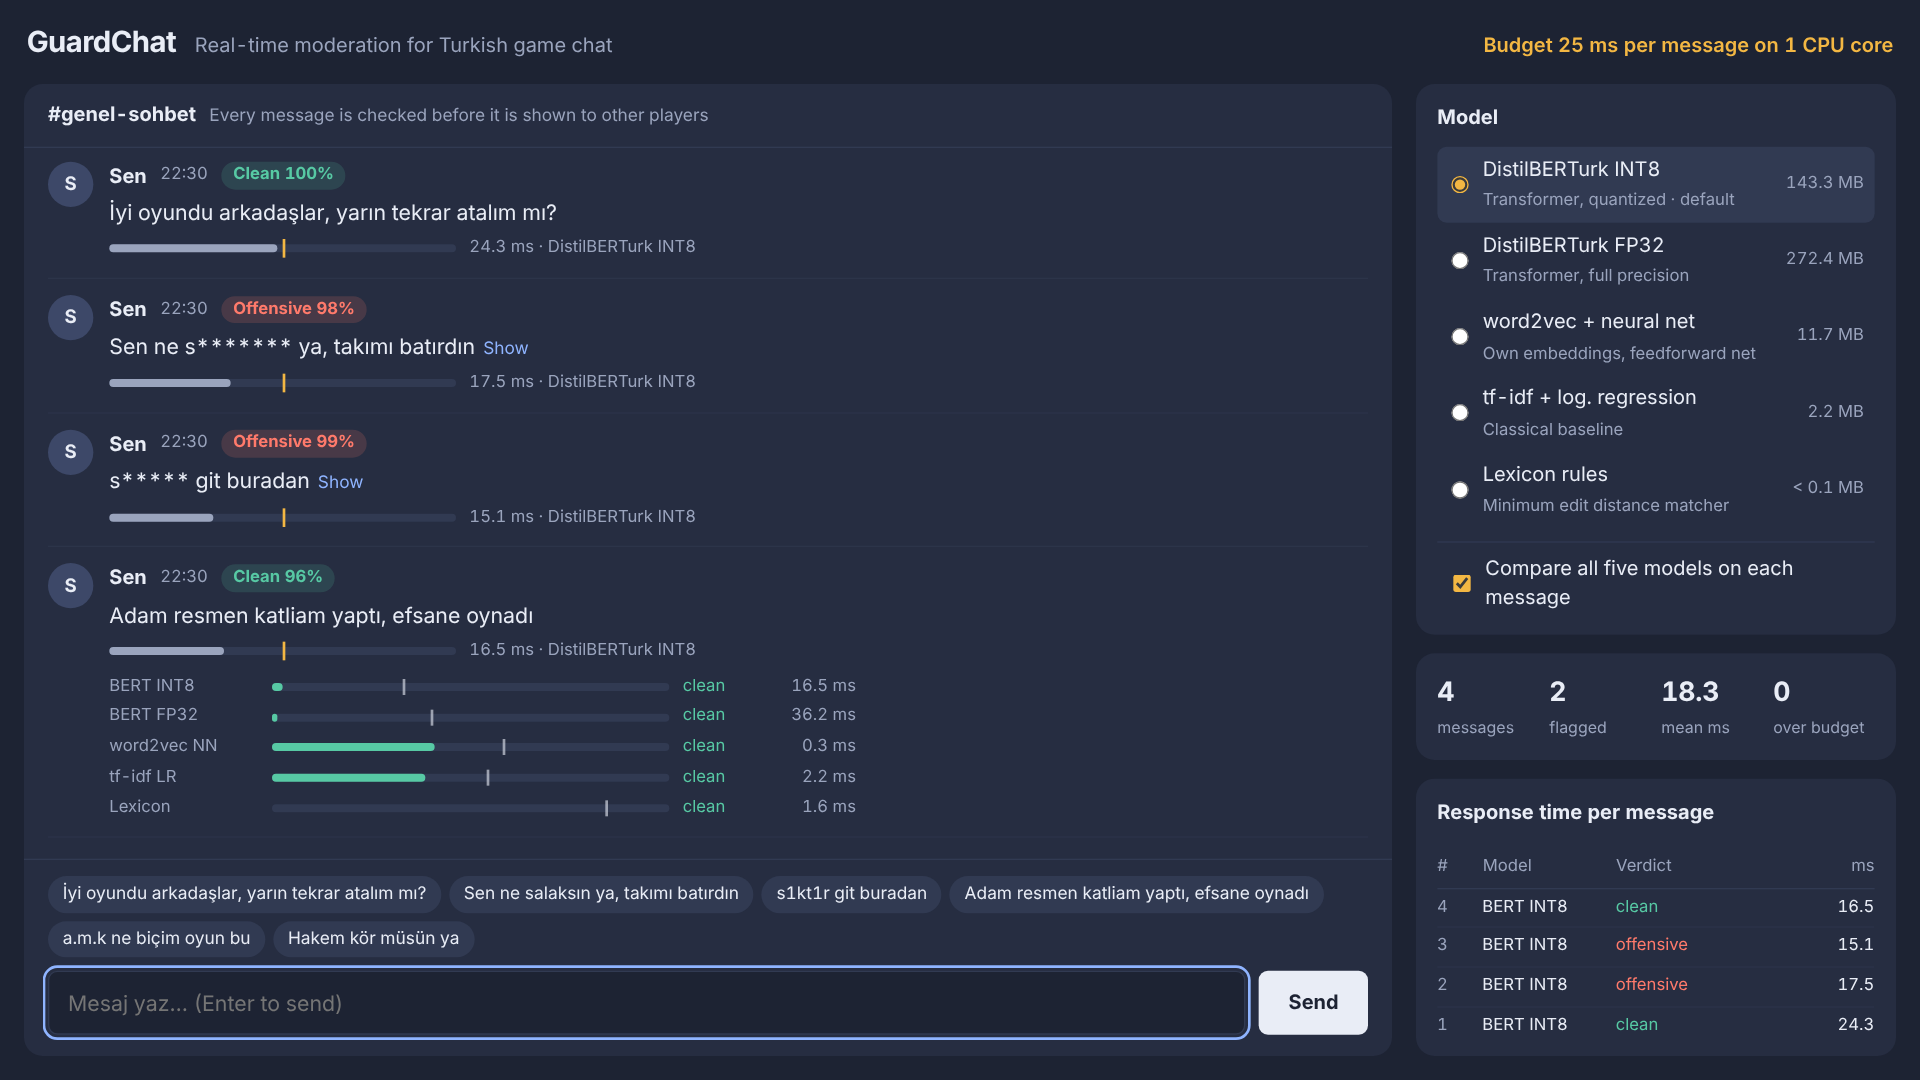 GuardChat Real-time moderation for Turkish game chat
Budget 25 ms per message on 1 CPU core
#genel-sohbet Every message is checked before it is shown to other players
S Sen 22:30 Clean 100%
İyi oyundu arkadaşlar, yarın tekrar atalım mı?
24.3 ms · DistilBERTurk INT8
S Sen 22:30 Offensive 98%
Sen ne s******* ya, takımı batırdın Show
17.5 ms · DistilBERTurk INT8
S Sen 22:30 Offensive 99%
s***** git buradan Show
15.1 ms · DistilBERTurk INT8
S Sen 22:30 Clean 96%
Adam resmen katliam yaptı, efsane oynadı
16.5 ms · DistilBERTurk INT8
BERT INT8 clean 16.5 ms
BERT FP32 clean 36.2 ms
word2vec NN clean 0.3 ms
tf-idf LR clean 2.2 ms
Lexicon clean 1.6 ms
İyi oyundu arkadaşlar, yarın tekrar atalım mı? Sen ne salaksın ya, takımı batırdın s1kt1r git buradan Adam resmen katliam yaptı, efsane oynadı
a.m.k ne biçim oyun bu Hakem kör müsün ya
Mesaj yaz... (Enter to send) Send
Model
DistilBERTurk INT8 143.3 MB
Transformer, quantized · default
DistilBERTurk FP32 272.4 MB
Transformer, full precision
word2vec + neural net 11.7 MB
Own embeddings, feedforward net
tf-idf + log. regression 2.2 MB
Classical baseline
Lexicon rules < 0.1 MB
Minimum edit distance matcher
Compare all five models on each
message
4 2 18.3 0
messages flagged mean ms over budget
Response time per message
# Model Verdict ms
4 BERT INT8 clean 16.5
3 BERT INT8 offensive 15.1
2 BERT INT8 offensive 17.5
1 BERT INT8 clean 24.3